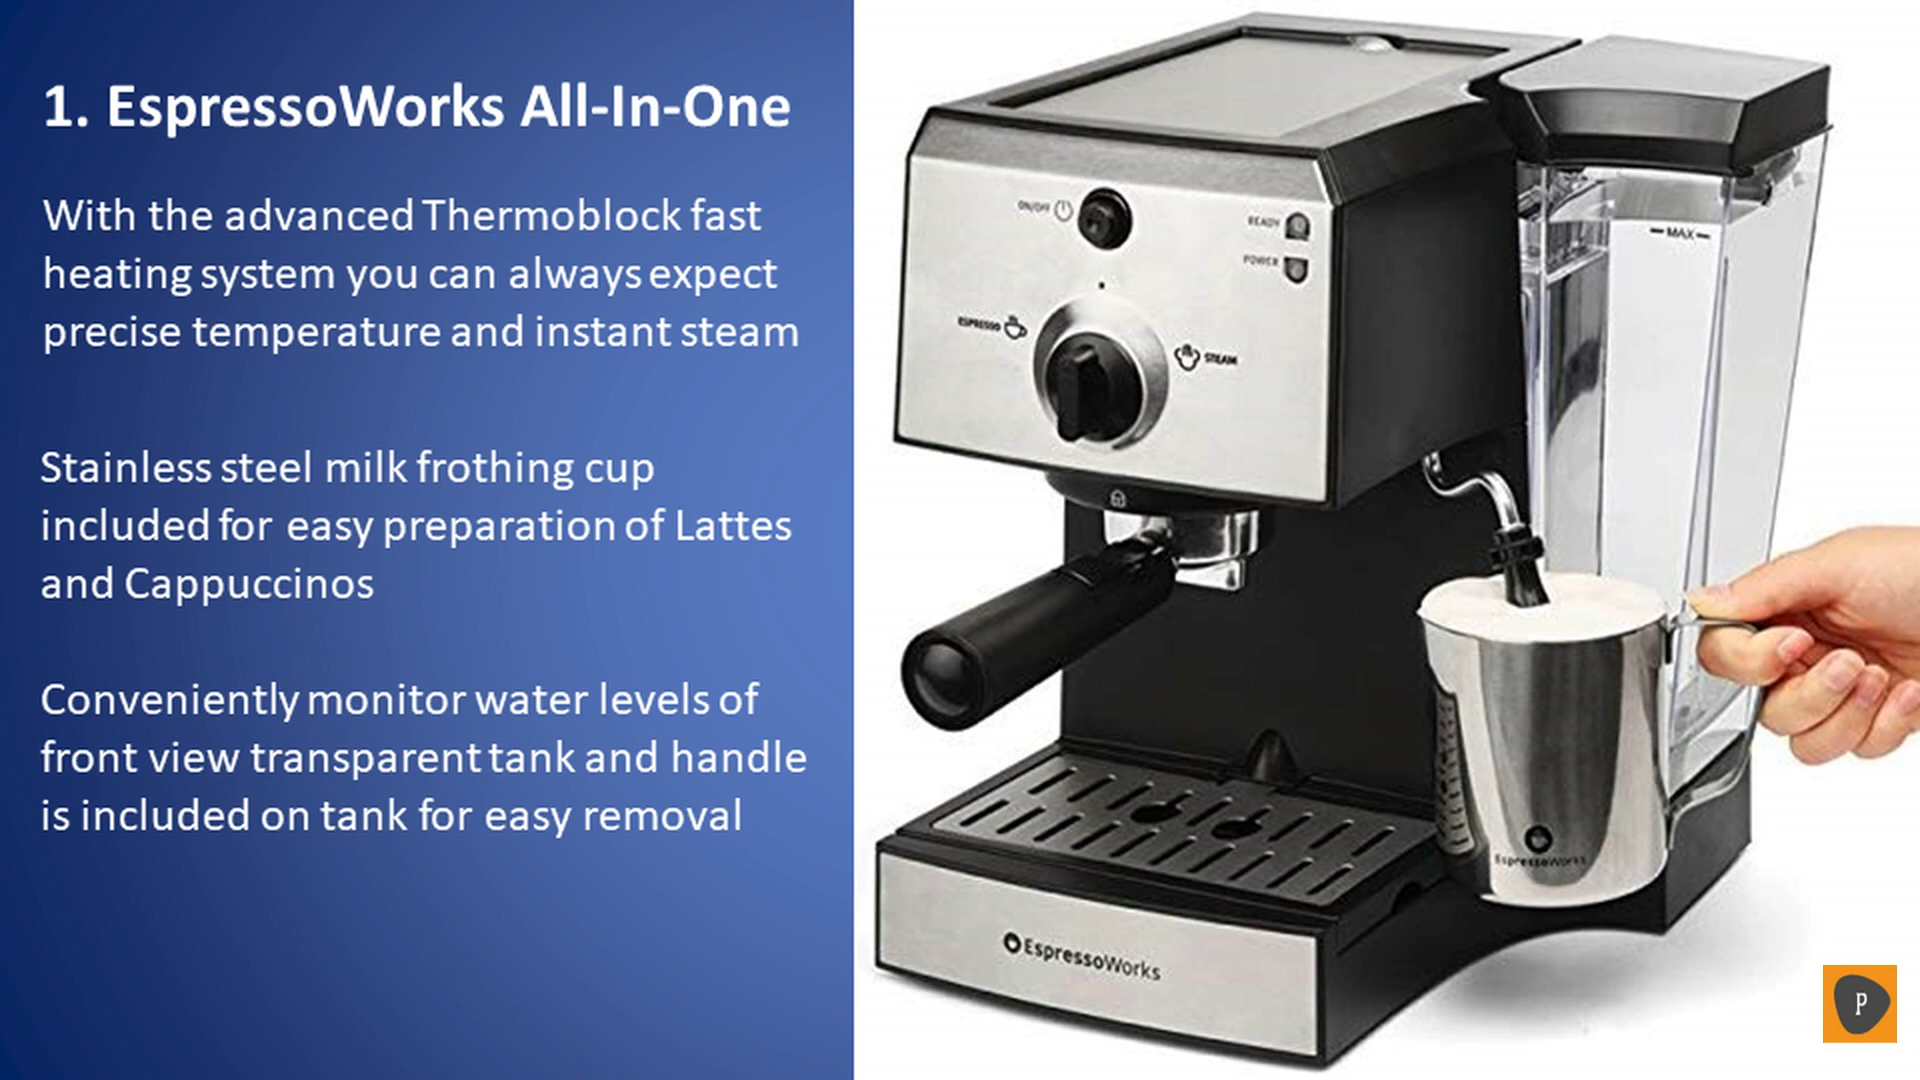 1. EspressoWorks All-In-One
With the advanced Thermoblock fast
heating system you can always expect
precise temperature and instant steam
Stainless steel milk frothing cup
included for easy preparation of Lattes
and Cappuccinos
Conveniently monitor water levels of
front view transparent tank and handle
is included on tank for easy removal
ON/OFF
READY
POWER
ESPRESSO
STEAM
MAX
EspressoWorks
EspressoWorks
P